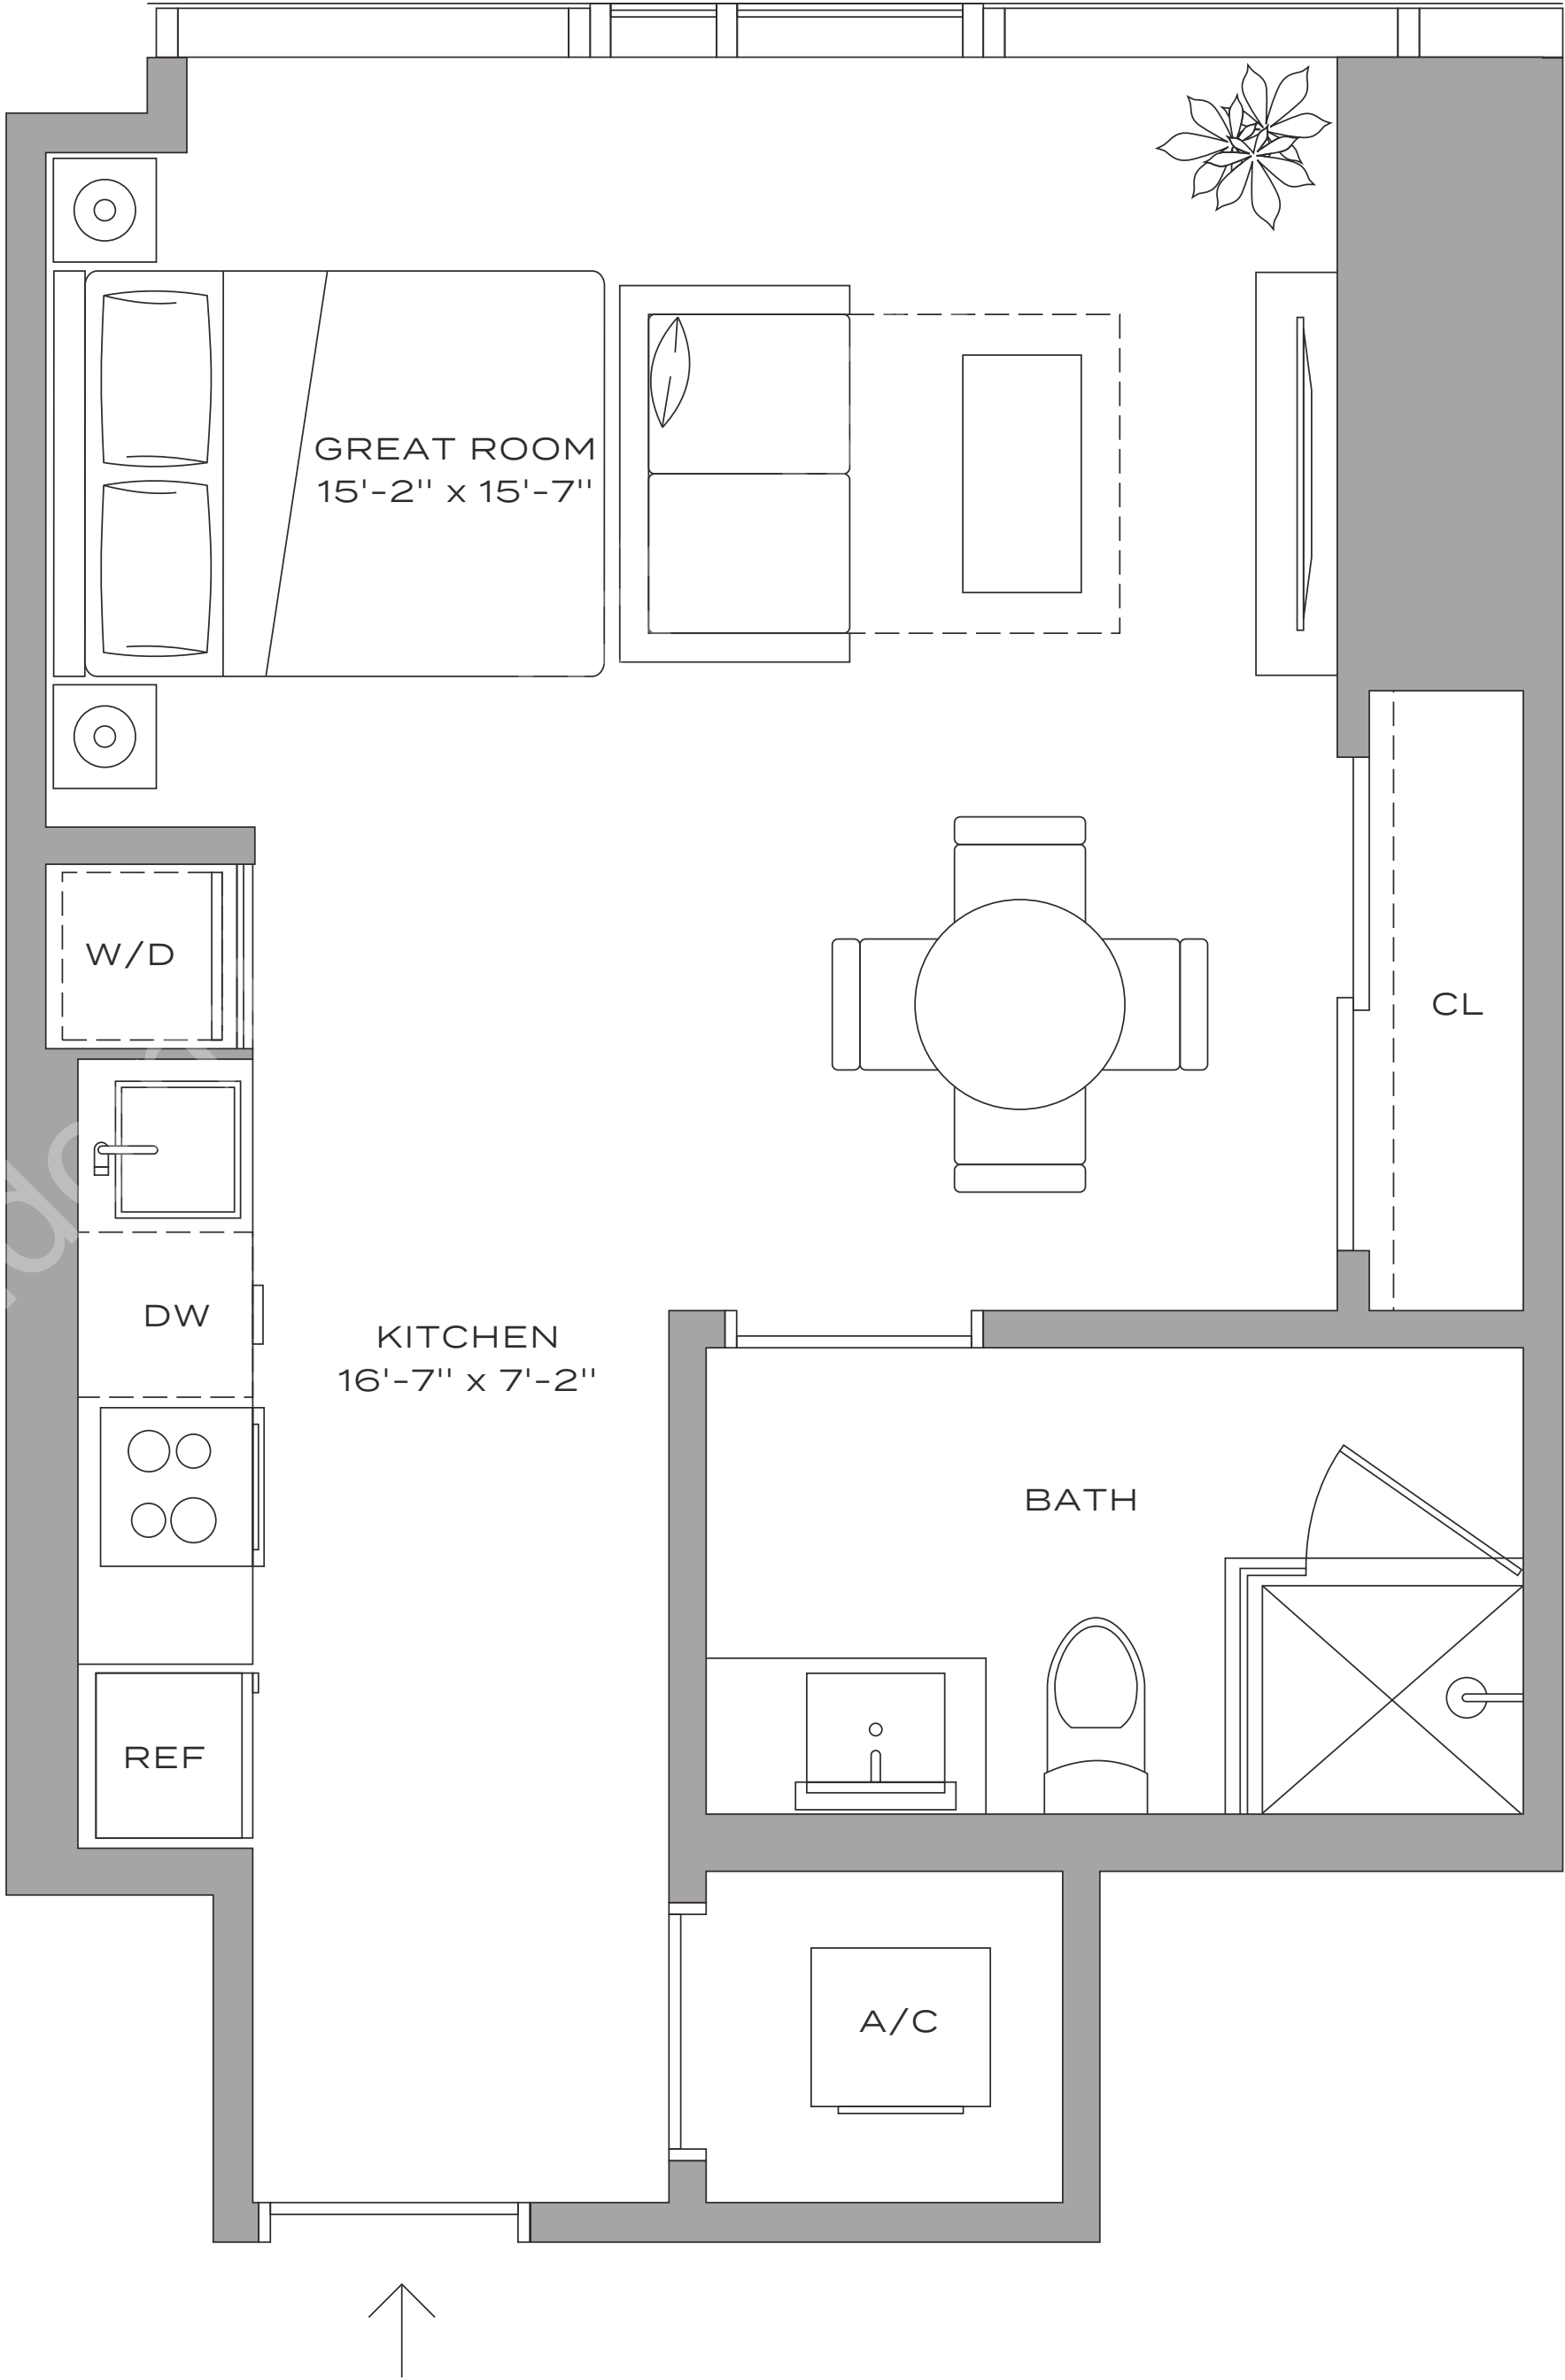 GREAT ROOM
15'-2" x 15'-7"
W/D
CL
DW
KITCHEN
16'-7" x 7'-2"
BATH
REF
A/C